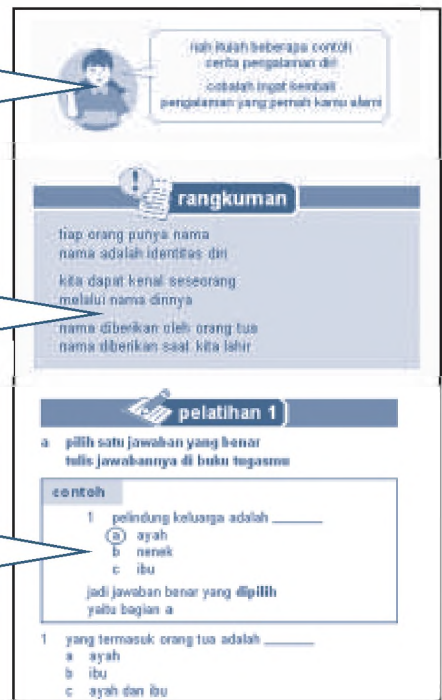 nah itulah beberapa contoh
cerita pengalaman diri
cobalah ingat kembali
pengalaman yang pernah kamu alami
rangkuman
tiap orang punya nama
nama adalah identitas diri
kita dapat kenal seseorang
melalui nama dirinya
nama diberikan oleh orang tua
nama diberikan saat kita lahir
pelatihan 1
a pilih satu jawaban yang benar
tulis jawabannya di buku tugasmu
contoh
1 pelindung keluarga adalah ______
a ayah
b nenek
c ibu
jadi jawaban benar yang dipilih
yaitu bagian a
1 yang termasuk orang tua adalah ______
a ayah
b ibu
c ayah dan ibu